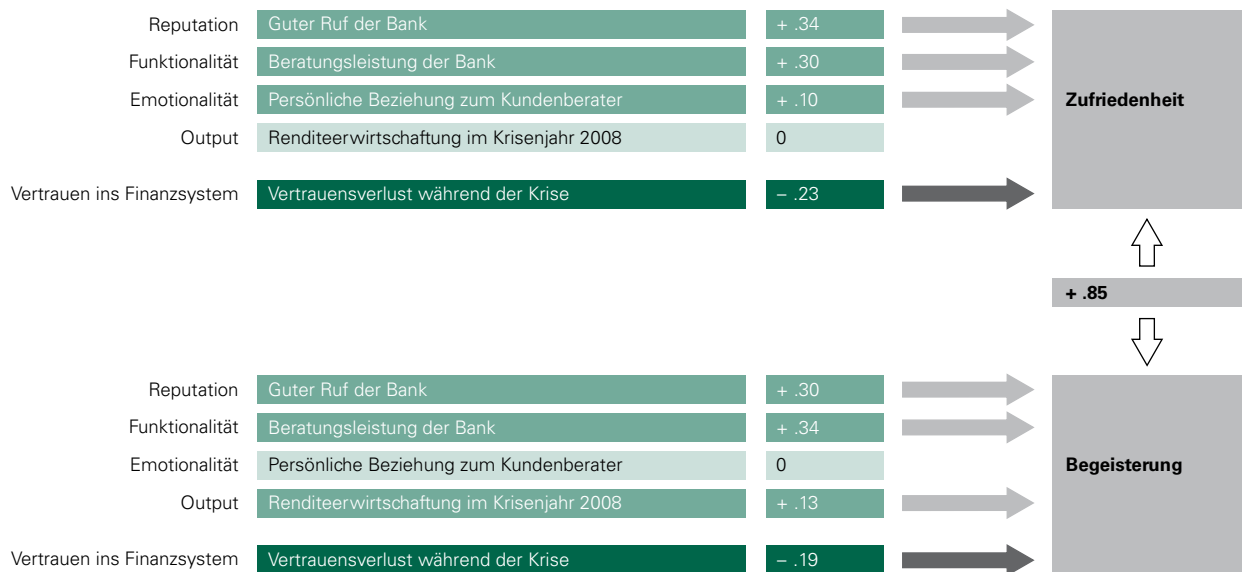 Reputation Guter Ruf der Bank + .34
Funktionalität Beratungsleistung der Bank + .30
Emotionalität Persönliche Beziehung zum Kundenberater + .10
Zufriedenheit
Output Renditeerwirtschaftung im Krisenjahr 2008 0
Vertrauen ins Finanzsystem Vertrauensverlust während der Krise – .23
+ .85
Reputation Guter Ruf der Bank + .30
Funktionalität Beratungsleistung der Bank + .34
Emotionalität Persönliche Beziehung zum Kundenberater 0
Begeisterung
Output Renditeerwirtschaftung im Krisenjahr 2008 + .13
Vertrauen ins Finanzsystem Vertrauensverlust während der Krise – .19